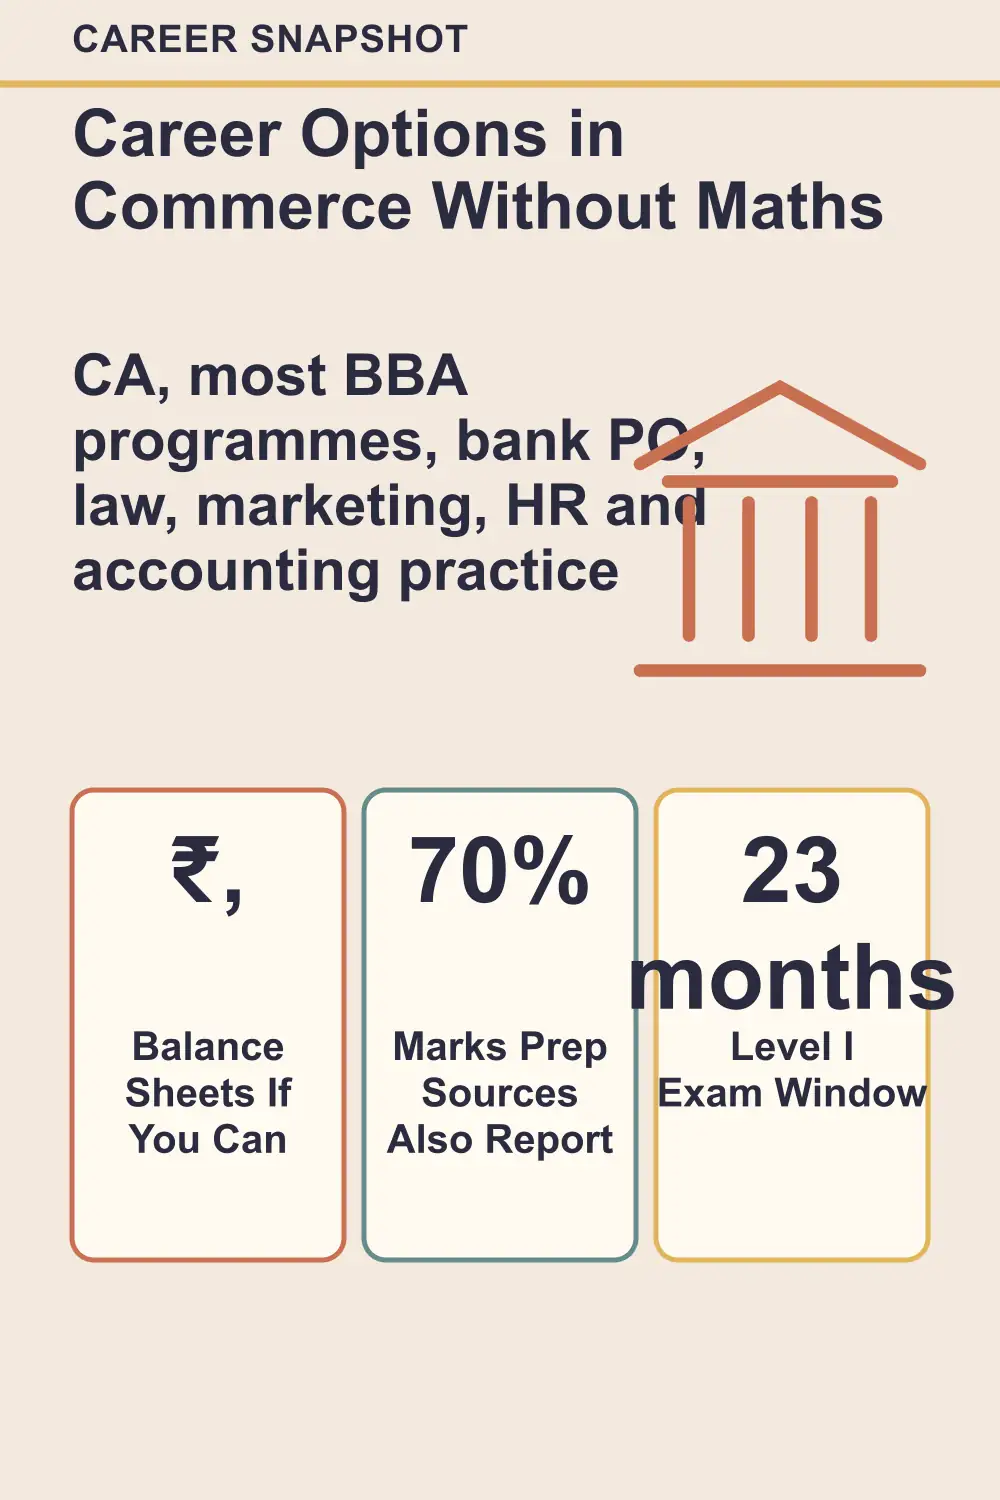 CAREER SNAPSHOT
Career Options in
Commerce Without Maths
CA, most BBA
programmes, bank PO,
law, marketing, HR and
accounting practice
₹,
Balance
Sheets If
You Can
70%
Marks Prep
Sources
Also Report
23
months
Level I
Exam Window